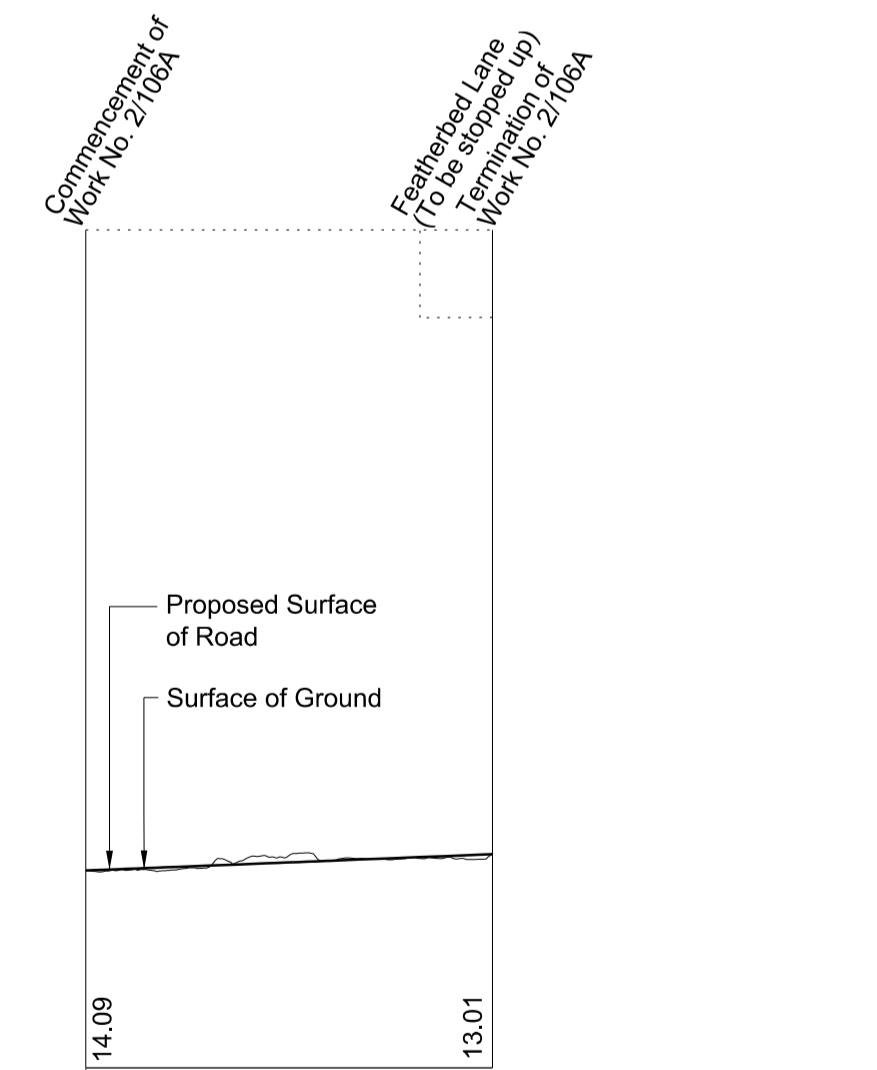 Commencement of
Work No. 2/106A
Featherbed Lane
(To be stopped up)
Termination of
Work No. 2/106A
Proposed Surface
of Road
Surface of Ground
14.09
13.01